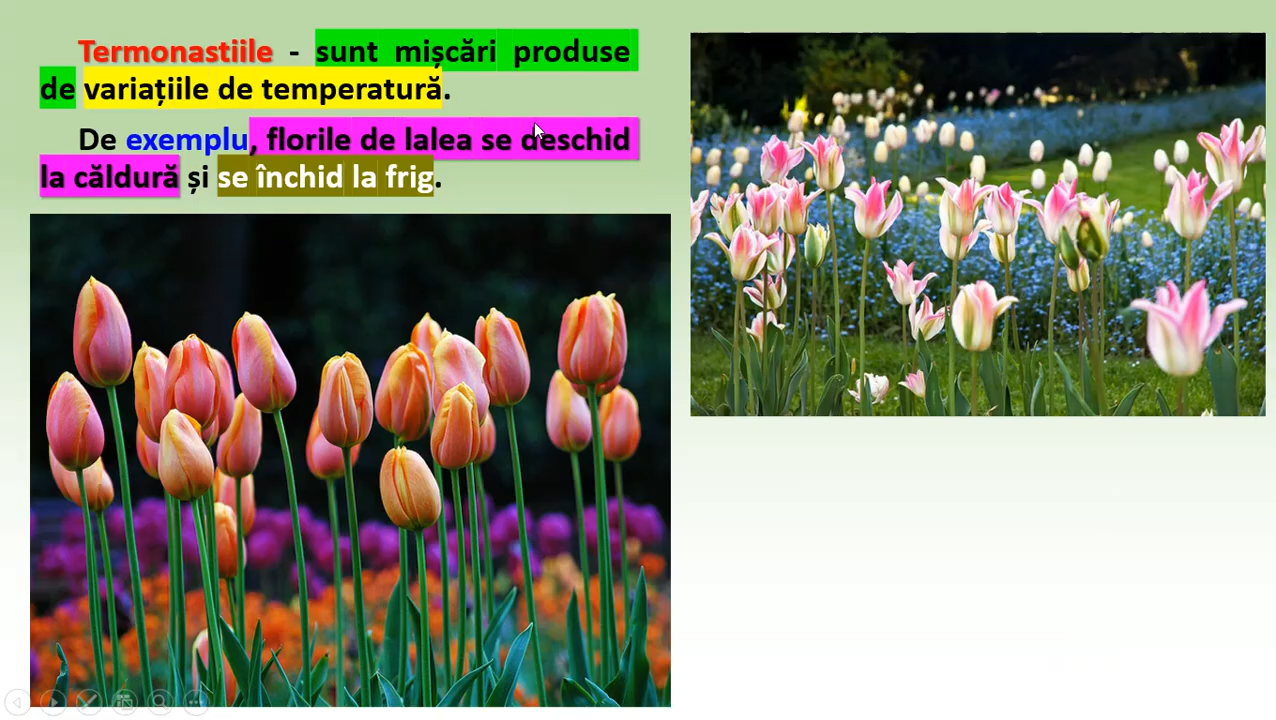 Termonastiile - sunt mișcări produse
de variațiile de temperatură.
De exemplu, florile de lalea se deschid
la căldură și se închid la frig.